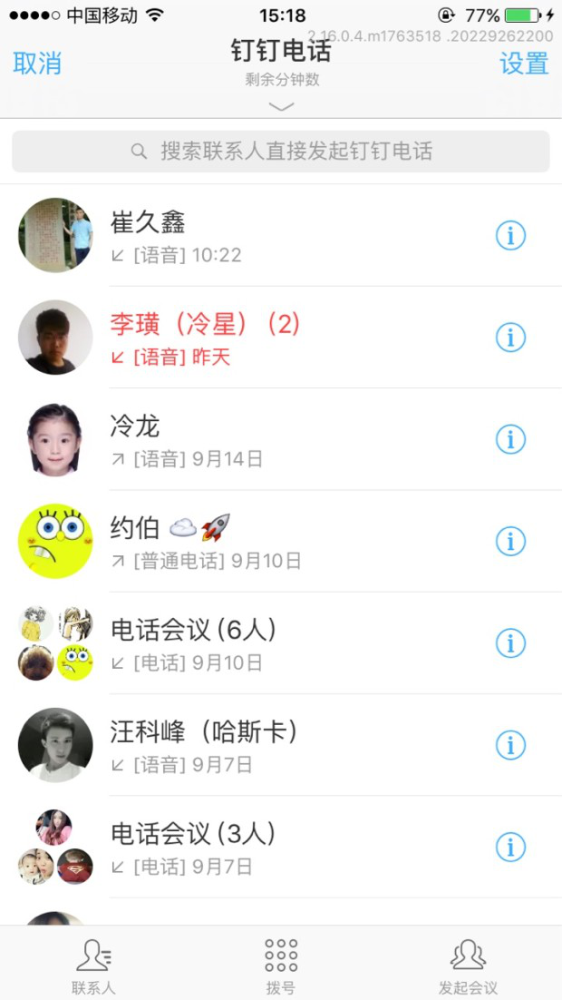 中国移动
15:18
77%
2.16.0.4.m1763518 .20229262200
取消
钉钉电话
设置
剩余分钟数
搜索联系人直接发起钉钉电话
崔久鑫
[语音] 10:22
李璜（冷星） (2)
[语音] 昨天
冷龙
[语音] 9月14日
约伯
[普通电话] 9月10日
电话会议(6人)
[电话] 9月10日
汪科峰（哈斯卡）
[语音] 9月7日
电话会议(3人)
[电话] 9月7日
联系人
拨号
发起会议